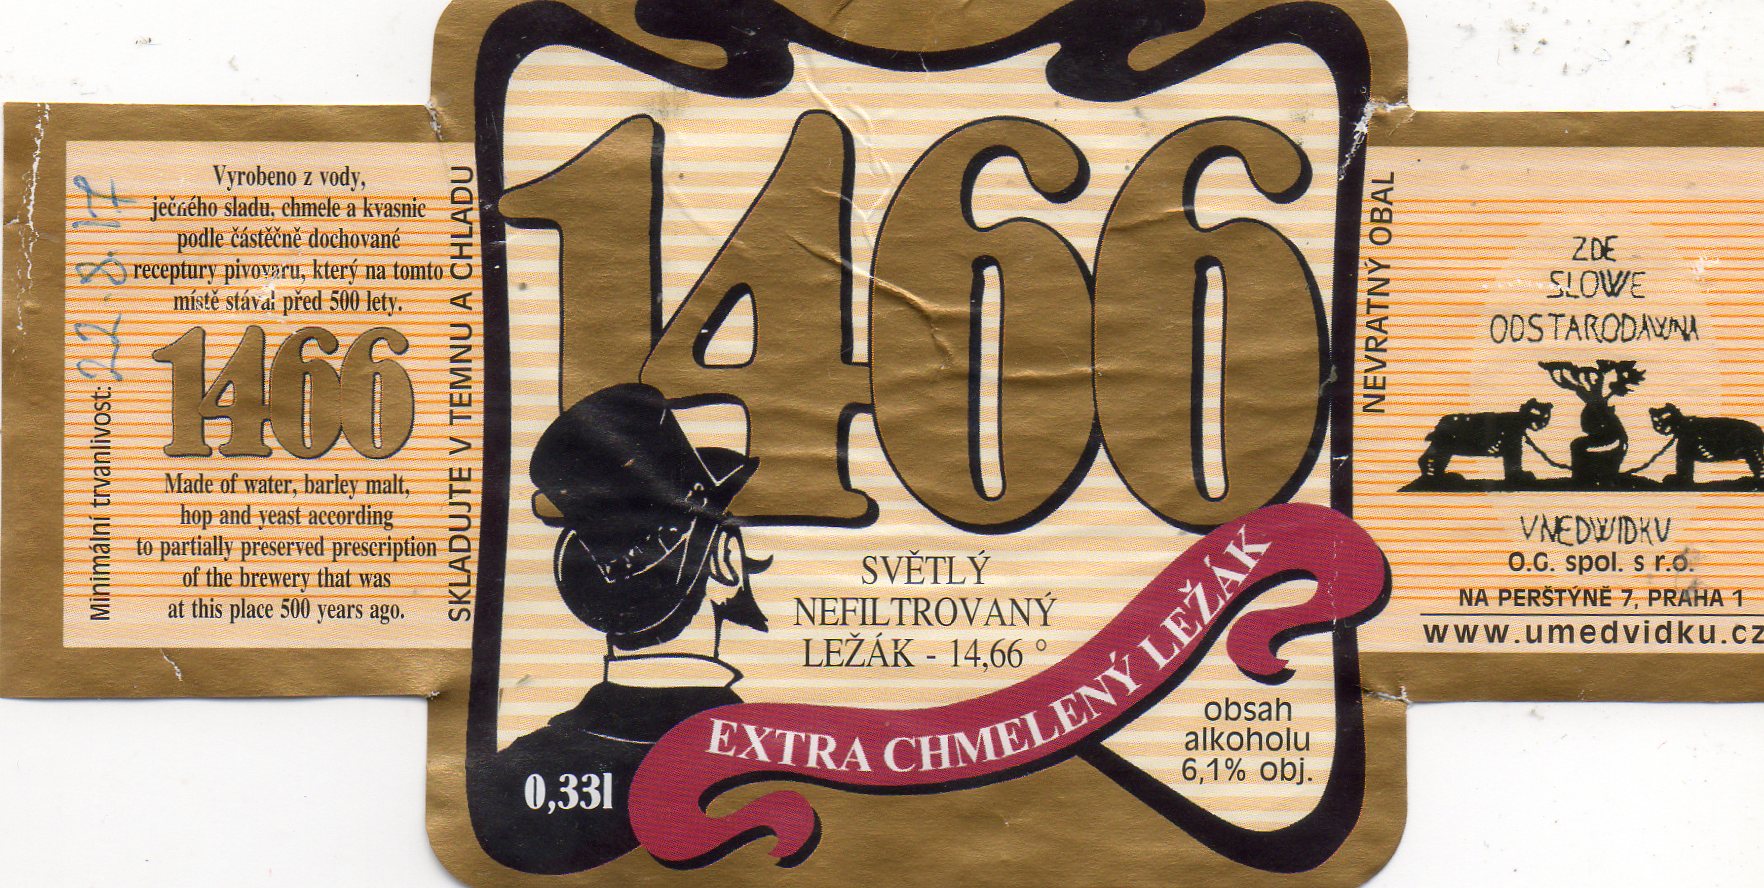 Vyrobeno z vody,
ječného sladu, chmele a kvasnic
podle částěčně dochované
receptury pivovaru, který na tomto
místě stával před 500 lety.
1466
Made of water, barley malt,
hop and yeast according
to partially preserved prescription
of the brewery that was
at this place 500 years ago.
Minimální trvanlivost: 22.8.17
SKLADUJTE V TEMNU A CHLADU
1466
SVĚTLÝ
NEFILTROVANÝ
LEŽÁK - 14,66 °
EXTRA CHMELENÝ LEŽÁK
0,33l
obsah
alkoholu
6,1% obj.
NEVRATNÝ OBAL
ZDE
SLOWE
ODSTARODAWNA
VNEDWIDKU
O.G. spol. s r.o.
NA PERŠTÝNĚ 7, PRAHA 1
www.umedvidku.cz